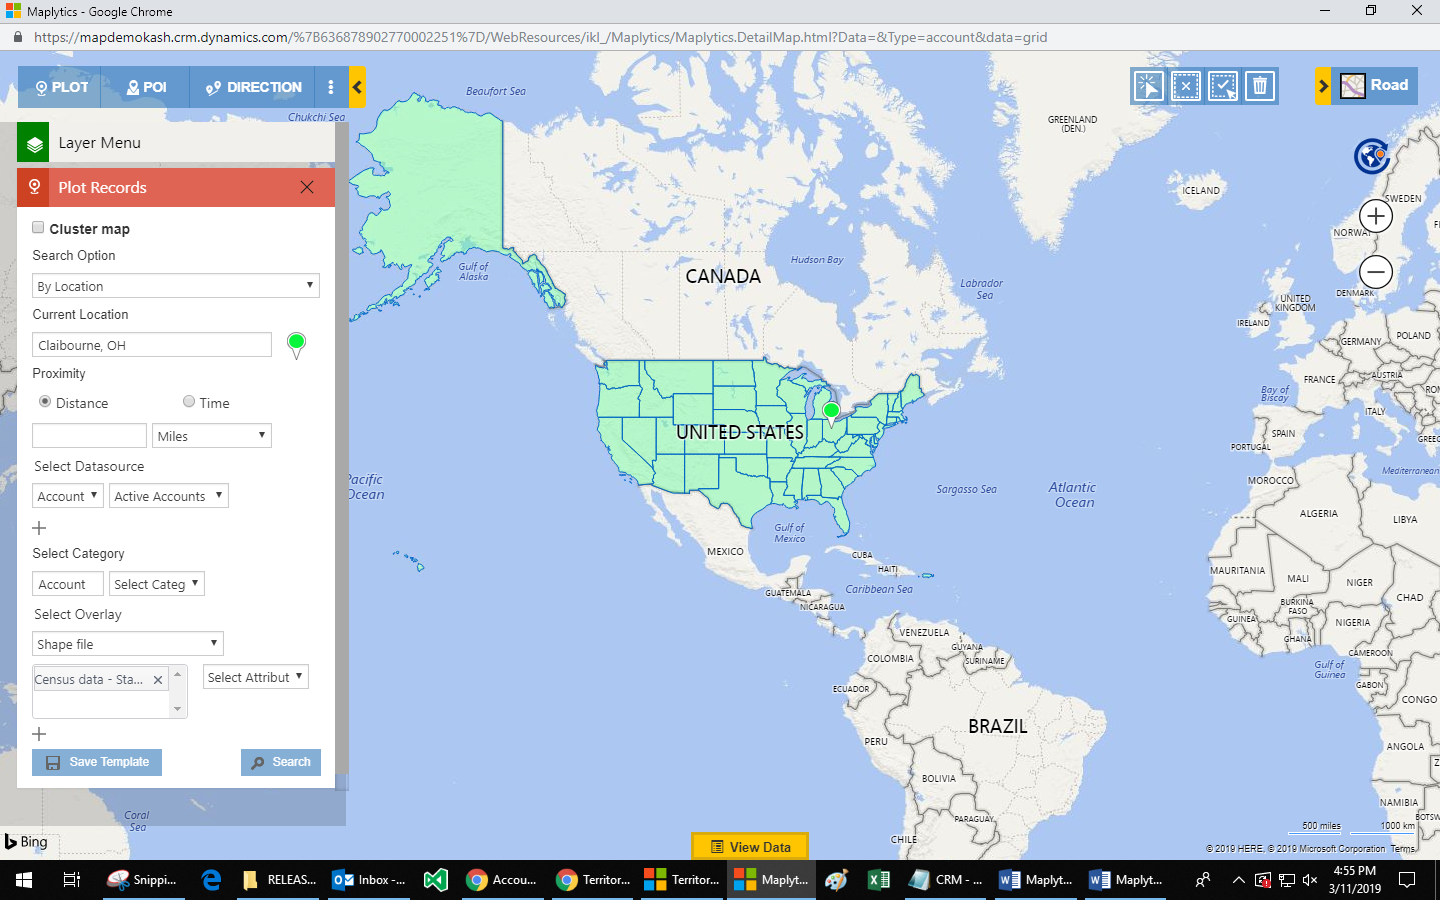 Maplytics - Google Chrome
https://mapdemokash.crm.dynamics.com/%7B636878902770002251%7D/WebResources/ikl_/Maplytics/Maplytics.DetailMap.html?Data=&Type=account&data=grid
PLOT
POI
DIRECTION
Road
Layer Menu
Plot Records
Cluster map
Search Option
By Location
Current Location
Claibourne, OH
Proximity
Distance
Time
Miles
Select Datasource
Account
Active Accounts
Select Category
Account
Select Categ
Select Overlay
Shape file
Census data - Sta...
Select Attribut
Save Template
Search
Beaufort Sea
Chukchi Sea
Gulf of
Alaska
CANADA
Hudson Bay
Labrador
Sea
GREENLAND
(DEN.)
ICELAND
SWEDEN
NORWAY
DENMARK
UNITED
KINGDOM
IRELAND
POLAND
GERMANY
AUSTRIA
FRANCE
Bay of
Biscay
ITALY
SPAIN
PORTUGAL
GREEC
Mediterranean
UNITED STATES
Pacific
Ocean
Sargasso Sea
Atlantic
Ocean
Gulf of
Mexico
MEXICO
CUBA
HAITI
Caribbean Sea
GUATEMALA
NICARAGUA
MOROCCO
ALGERIA
LIBYA
MAURITANIA
MALI
NIGER
CHAD
BURKINA
FASO
GUINEA
GHANA
NIGERIA
CAMEROON
Gulf of
Guinea
GABON
CONGO
ANGOLA
Z
NAMIBIA
BOTSW
VENEZUELA
GUYANA
SURINAME
COLOMBIA
ECUADOR
BRAZIL
PERU
BOLIVIA
PARAGUAY
CHILE
Coral
Sea
Bing
View Data
500 miles
1000 km
© 2019 HERE, © 2019 Microsoft Corporation Terms
Snippi...
RELEAS...
Inbox -...
Accou...
Territor...
Territor...
Maplyt...
CRM - ...
Maplyt...
Maplyt...
4:55 PM
3/11/2019